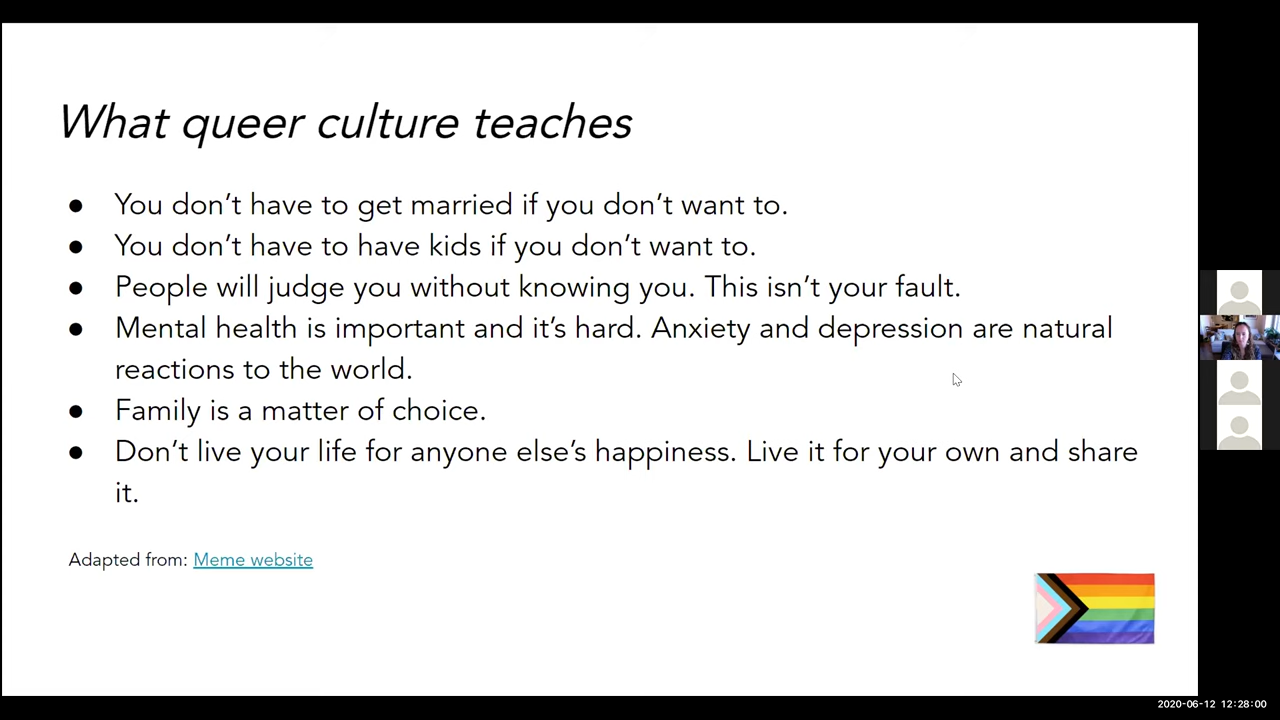 What queer culture teaches
● You don’t have to get married if you don’t want to.
● You don’t have to have kids if you don’t want to.
● People will judge you without knowing you. This isn’t your fault.
● Mental health is important and it’s hard. Anxiety and depression are natural
reactions to the world.
● Family is a matter of choice.
● Don’t live your life for anyone else’s happiness. Live it for your own and share
it.
Adapted from: Meme website
2020-06-12 12:28:00